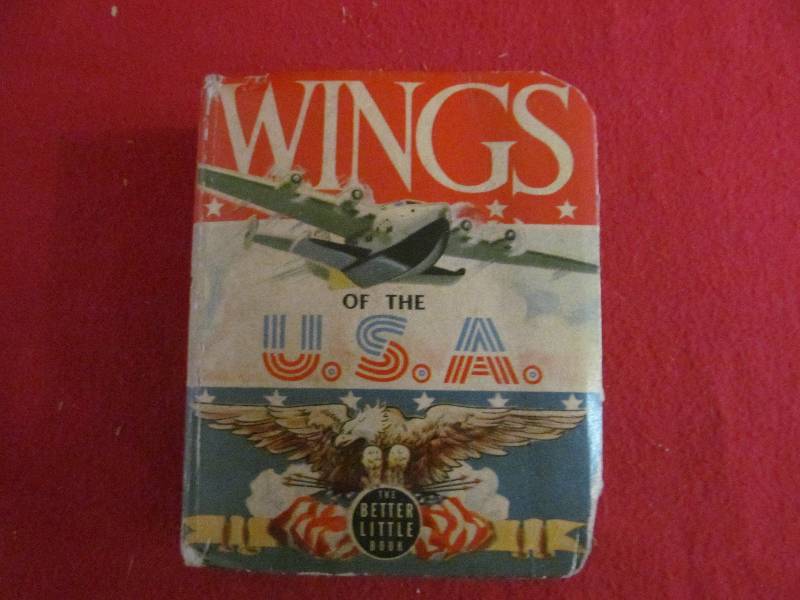 WINGS
OF THE
U.S.A.
THE
BETTER
LITTLE
BOOK